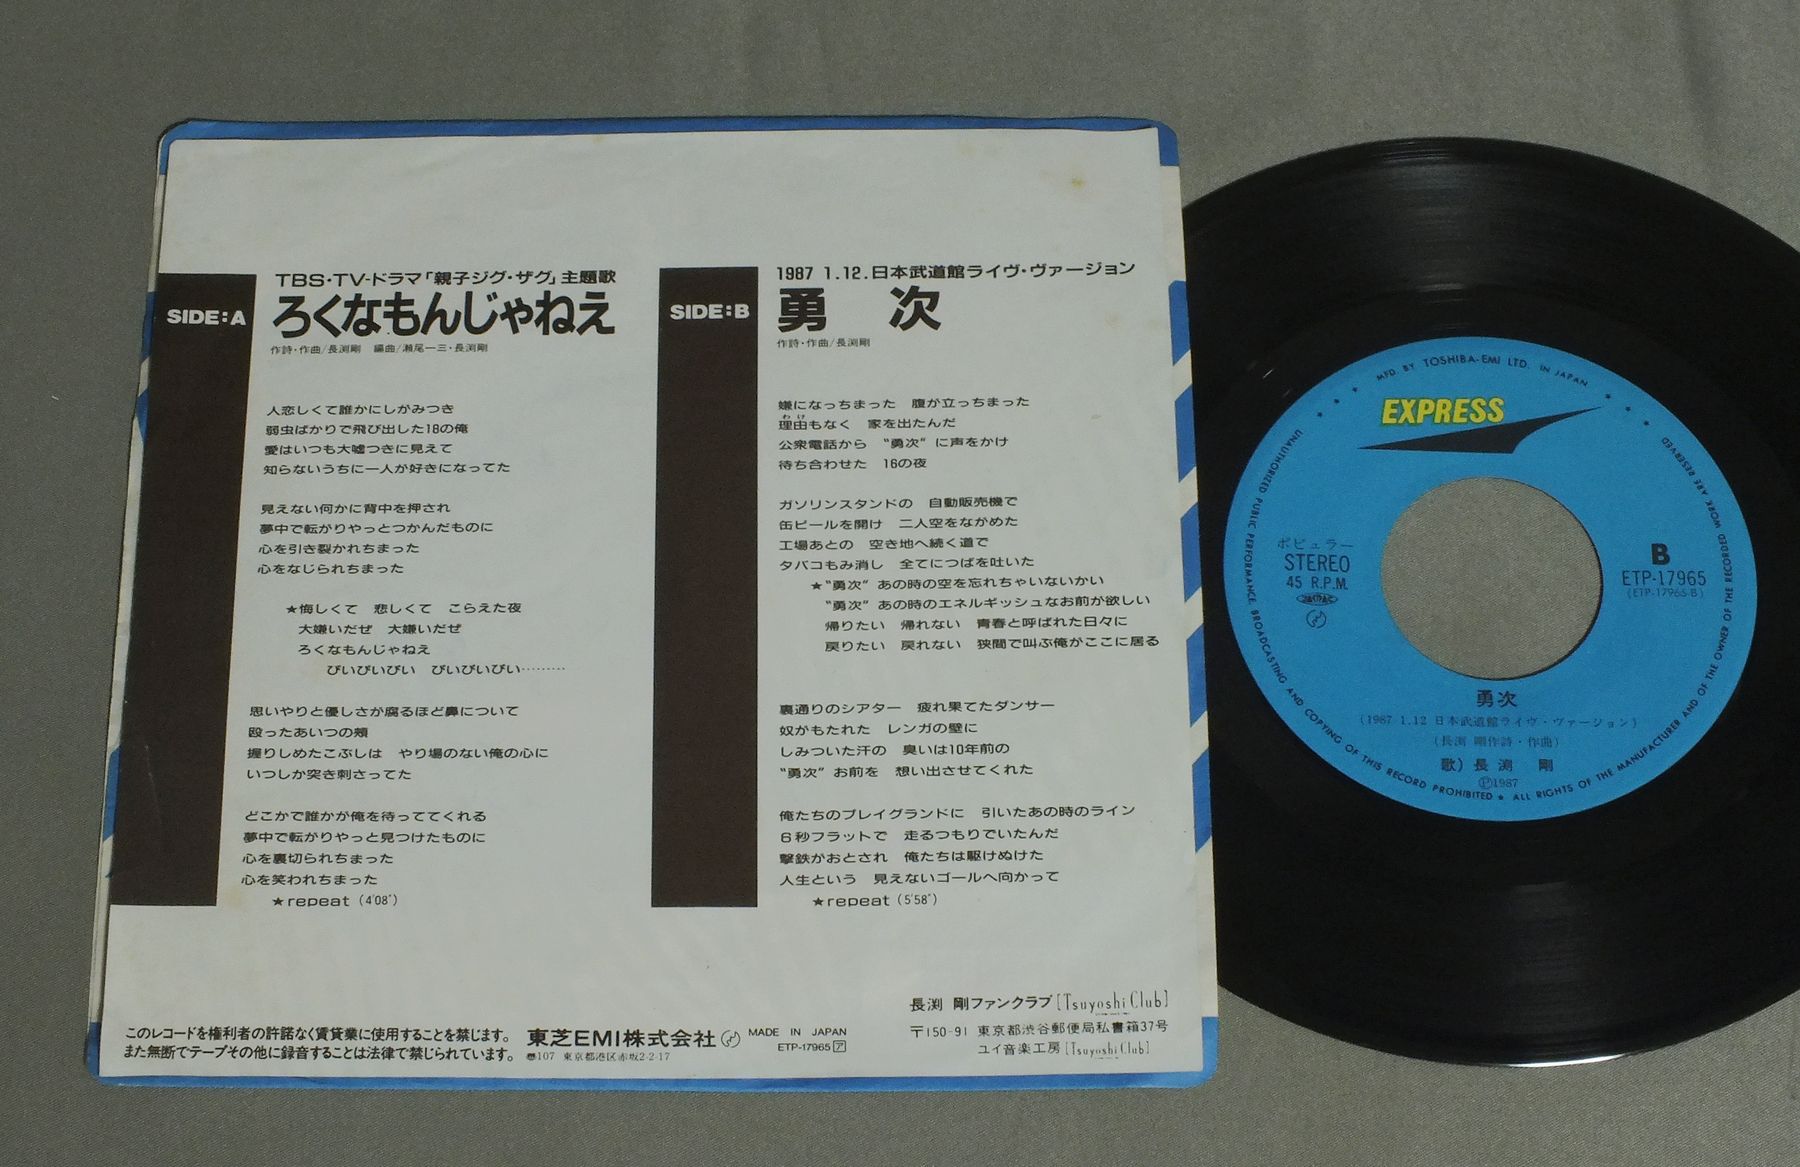 SIDE:A
TBS・TV-ドラマ「親子ジグ・ザグ」主題歌
ろくなもんじゃねえ
作詩・作曲/長渕剛 編曲/瀬尾一三・長渕剛
人恋しくて誰かにしがみつき
弱虫ばかりで飛び出した18の俺
愛はいつも大嘘つきに見えて
知らないうちに一人が好きになってた
見えない何かに背中を押され
夢中で転がりやっとつかんだものに
心を引き裂かれちまった
心をなじられちまった
★悔しくて 悲しくて こらえた夜
大嫌いだぜ 大嫌いだぜ
ろくなもんじゃねえ
ぴいぴいぴい ぴいぴいぴい………
思いやりと優しさが腐るほど鼻について
殴ったあいつの頬
握りしめたこぶしは やり場のない俺の心に
いつしか突き刺さってた
どこかで誰かが俺を待っててくれる
夢中で転がりやっと見つけたものに
心を裏切られちまった
心を笑われちまった
★repeat (4'08")
SIDE:B
1987 1.12.日本武道館ライヴ・ヴァージョン
勇 次
作詩・作曲/長渕剛
嫌になっちまった 腹が立っちまった
わけ
理由もなく 家を出たんだ
公衆電話から “勇次” に声をかけ
待ち合わせた 16の夜
ガソリンスタンドの 自動販売機で
缶ビールを開け 二人空をながめた
工場あとの 空き地へ続く道で
タバコもみ消し 全てにつばを吐いた
★“勇次” あの時の空を忘れちゃいないかい
“勇次” あの時のエネルギッシュなお前が欲しい
帰りたい 帰れない 青春と呼ばれた日々に
戻りたい 戻れない 狭間で叫ぶ俺がここに居る
裏通りのシアター 疲れ果てたダンサー
奴がもたれた レンガの壁に
しみついた汗の 臭いは10年前の
“勇次” お前を 想い出させてくれた
俺たちのプレイグランドに 引いたあの時のライン
6秒フラットで 走るつもりでいたんだ
撃鉄がおとされ 俺たちは駆けぬけた
人生という 見えないゴールへ向かって
★repeat (5'58")
長渕 剛ファンクラブ[Tsuyoshi Club]
〒150-91 東京都渋谷郵便局私書箱37号
ユイ音楽工房[Tsuyoshi Club]
このレコードを権利者の許諾なく賃貸業に使用することを禁じます。
また無断でテープその他に録音することは法律で禁じられています。
東芝EMI株式会社
〠107 東京都港区赤坂2-2-17
MADE IN JAPAN
ETP-17965 ア
MFD. BY TOSHIBA-EMI LTD. IN JAPAN
EXPRESS
ポピュラー
STEREO
45 R.P.M.
JASRAC
B
ETP-17965
(ETP-17965-B)
勇次
(1987 1.12 日本武道館ライヴ・ヴァージョン)
(長渕 剛作詩・作曲)
歌) 長 渕 剛
Ⓟ1987
UNAUTHORIZED PUBLIC PERFORMANCE, BROADCASTING AND COPYING OF THIS RECORD PROHIBITED ★ ALL RIGHTS OF THE MANUFACTURER AND OF THE OWNER OF THE RECORDED WORK ARE RESERVED